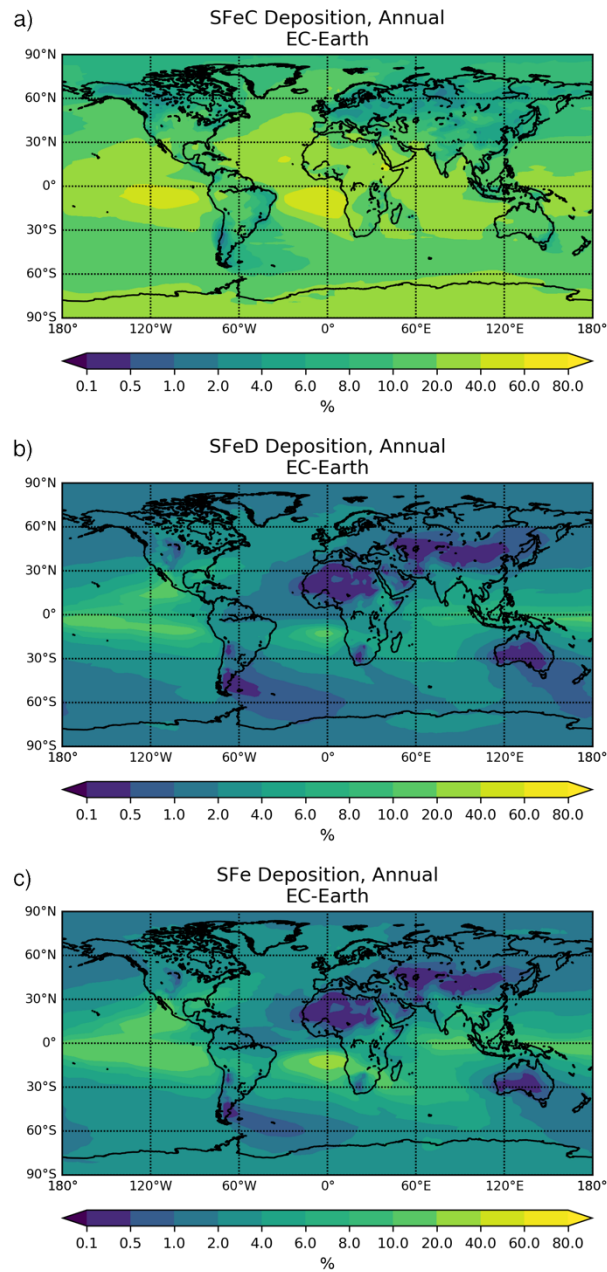 a)
SFeC Deposition, Annual
EC-Earth
90°N
60°N
30°N
0°
30°S
60°S
90°S
180° 120°W 60°W 0° 60°E 120°E 180°
0.1 0.5 1.0 2.0 4.0 6.0 8.0 10.0 20.0 40.0 60.0 80.0
%
b)
SFeD Deposition, Annual
EC-Earth
90°N
60°N
30°N
0°
30°S
60°S
90°S
180° 120°W 60°W 0° 60°E 120°E 180°
0.1 0.5 1.0 2.0 4.0 6.0 8.0 10.0 20.0 40.0 60.0 80.0
%
c)
SFe Deposition, Annual
EC-Earth
90°N
60°N
30°N
0°
30°S
60°S
90°S
180° 120°W 60°W 0° 60°E 120°E 180°
0.1 0.5 1.0 2.0 4.0 6.0 8.0 10.0 20.0 40.0 60.0 80.0
%